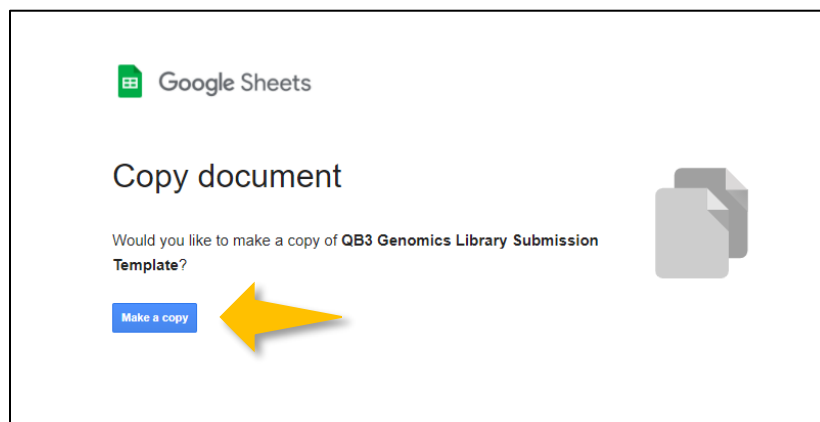 Google Sheets
Copy document
Would you like to make a copy of QB3 Genomics Library Submission
Template?
Make a copy